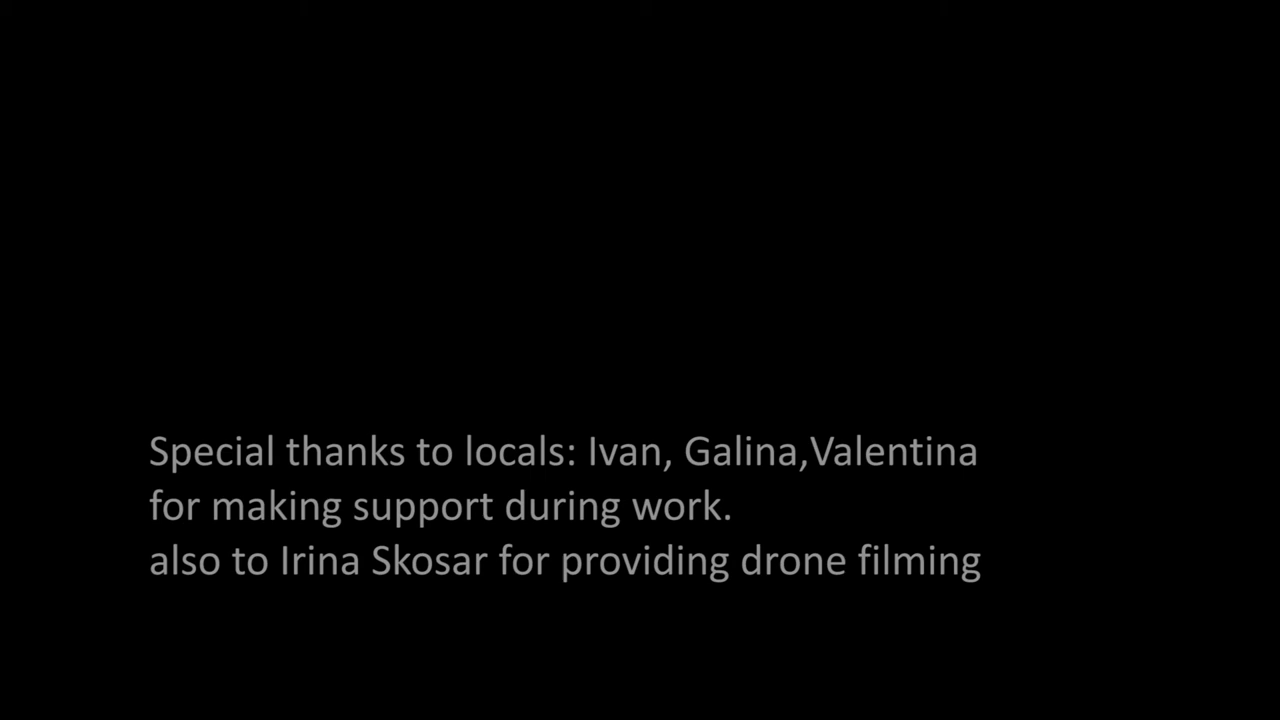 Special thanks to locals: Ivan, Galina,Valentina
for making support during work.
also to Irina Skosar for providing drone filming